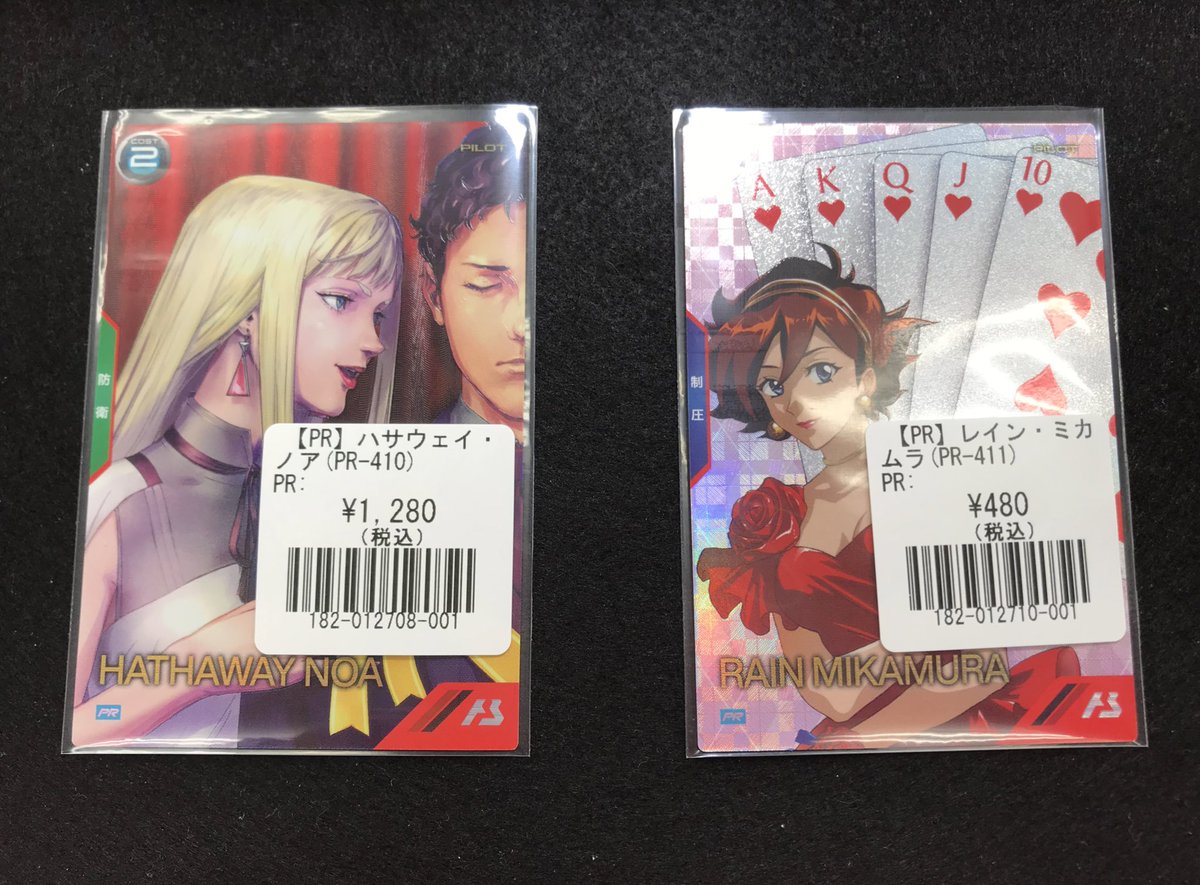 COST
2
PILOT
防衛
【PR】ハサウェイ・
ノア(PR-410)
PR:
¥1,280
(税込)
182-012708-001
HATHAWAY NOA
PR
PILOT
A K Q J 10
制圧
【PR】レイン・ミカ
ムラ(PR-411)
PR:
¥480
(税込)
182-012710-001
RAIN MIKAMURA
PR